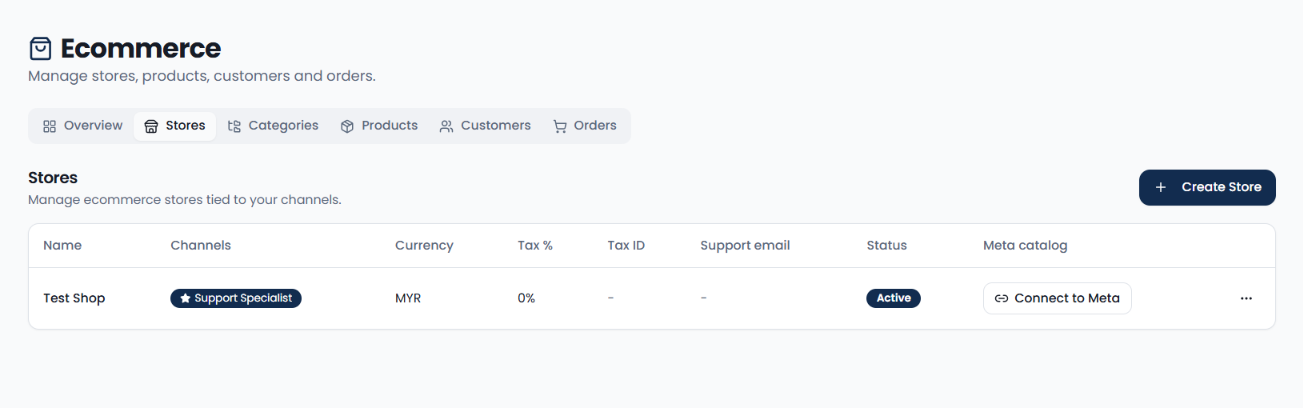 Ecommerce
Manage stores, products, customers and orders.
Overview Stores Categories Products Customers Orders
Stores
Manage ecommerce stores tied to your channels.
Create Store
Name Channels Currency Tax % Tax ID Support email Status Meta catalog
Test Shop Support Specialist MYR 0% - - Active Connect to Meta